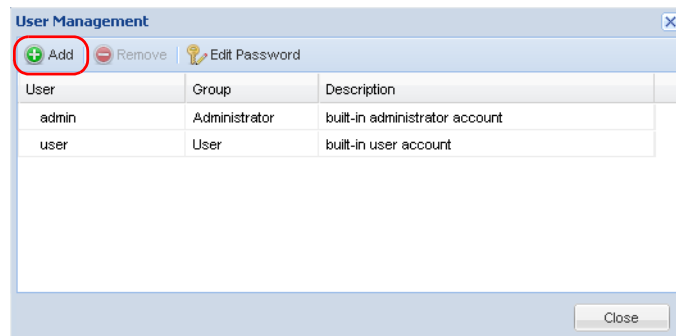 User Management
Add Remove Edit Password
User Group Description
admin Administrator built-in administrator account
user User built-in user account
Close